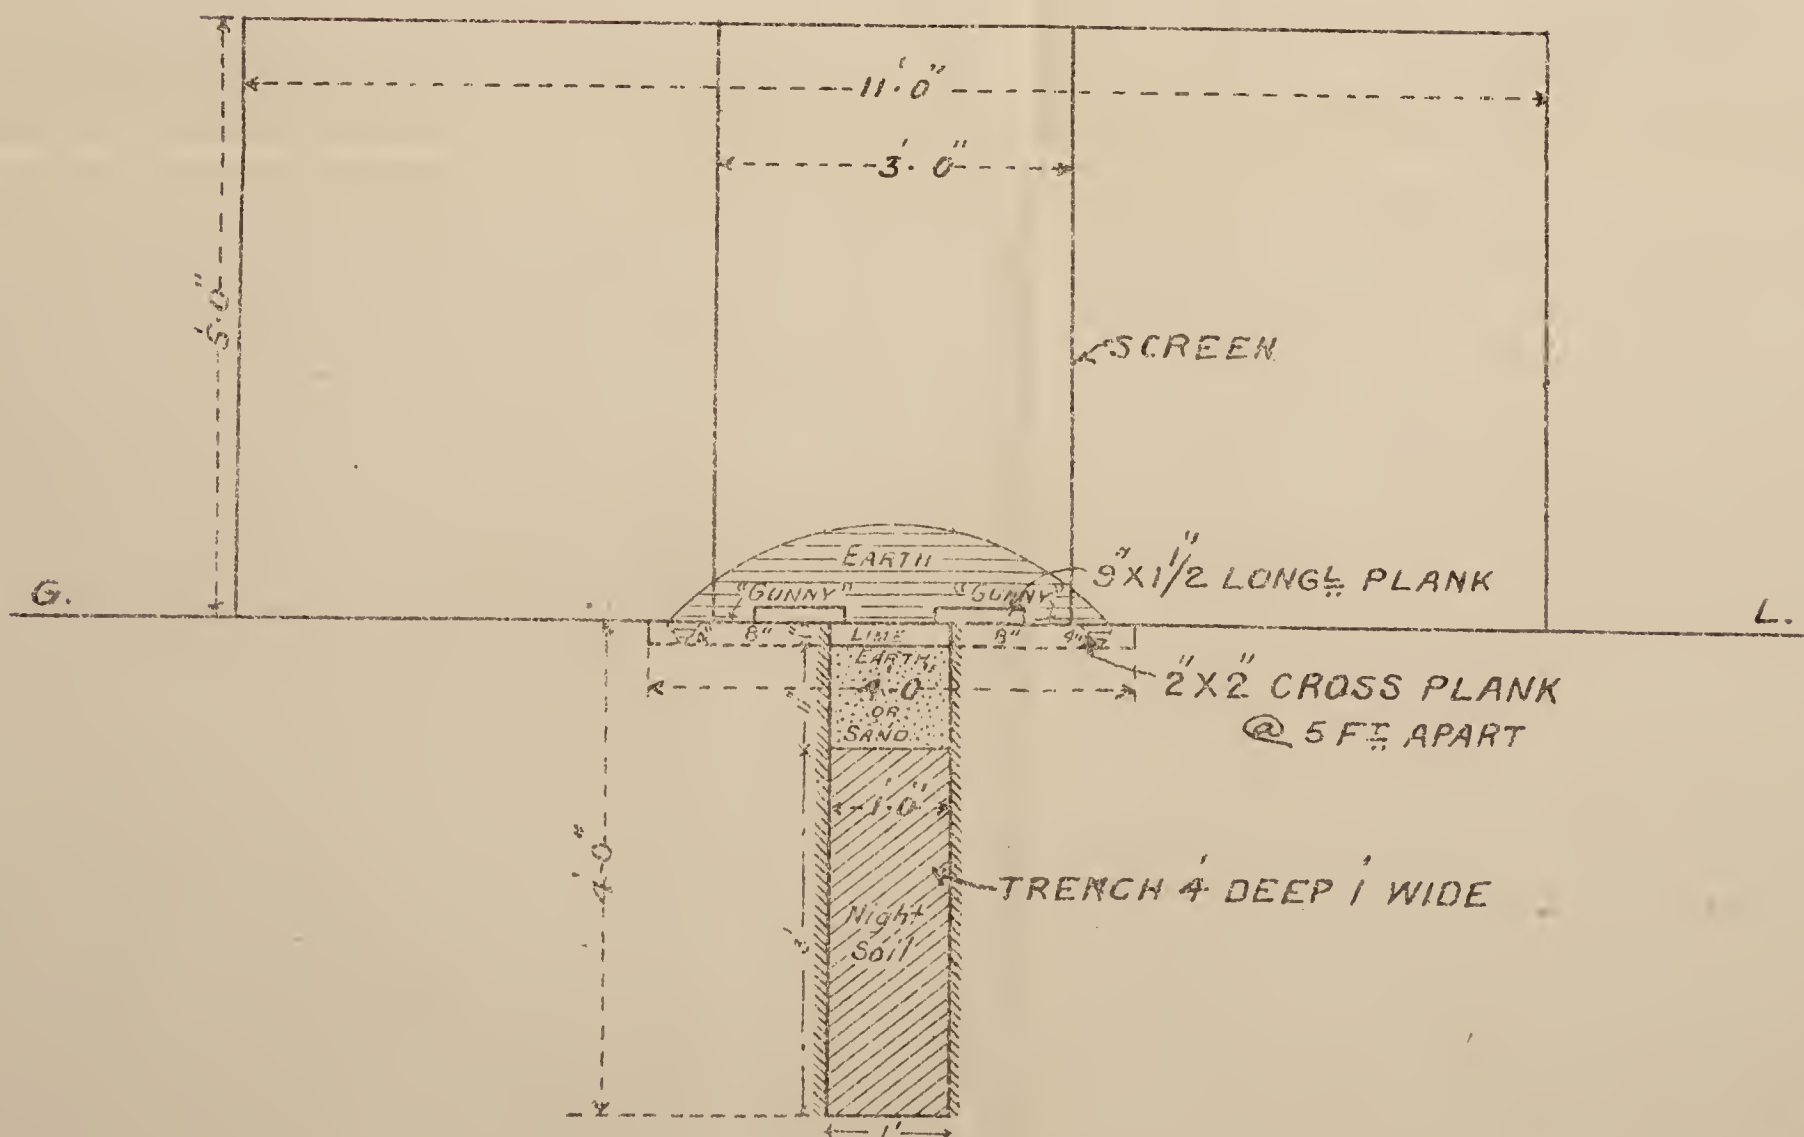 11'·0"
3'·0"
5'·0"
SCREEN
EARTH
"GUNNY" "GUNNY"
9"X1½" LONGL PLANK
G. L.
8" LIME 8" 4"
EARTH
4'-0"
OR
SAND
2"X2" CROSS PLANK
@ 5 FT APART
1'·0"
4'·0"
TRENCH 4' DEEP 1' WIDE
3'
Night
Soil
1'